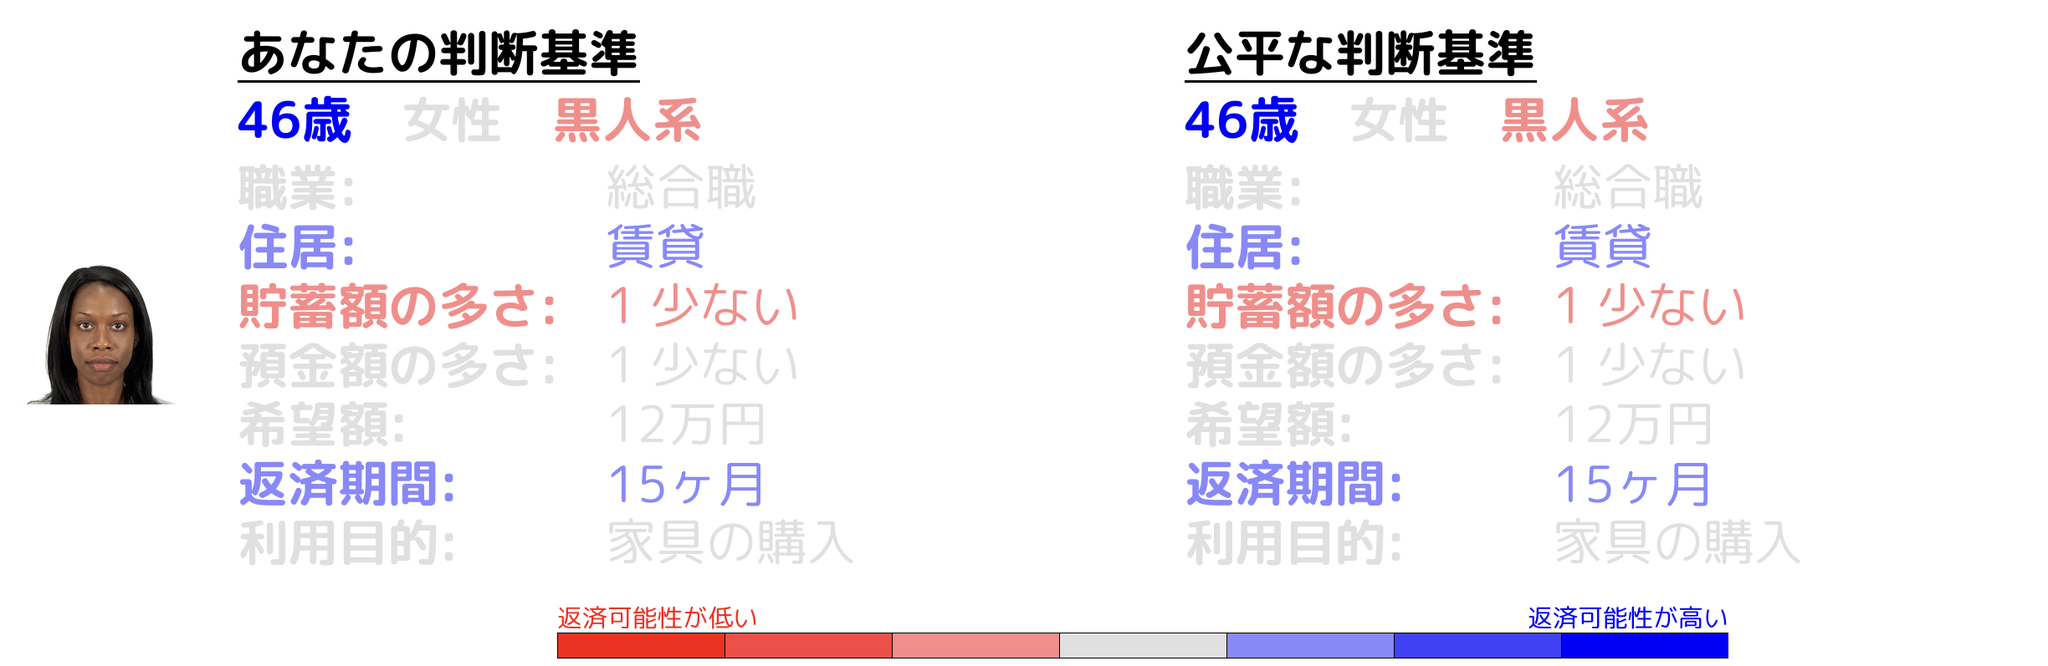 あなたの判断基準
46歳 女性 黒人系
職業: 総合職
住居: 賃貸
貯蓄額の多さ: 1 少ない
預金額の多さ: 1 少ない
希望額: 12万円
返済期間: 15ヶ月
利用目的: 家具の購入
公平な判断基準
46歳 女性 黒人系
職業: 総合職
住居: 賃貸
貯蓄額の多さ: 1 少ない
預金額の多さ: 1 少ない
希望額: 12万円
返済期間: 15ヶ月
利用目的: 家具の購入
返済可能性が低い
返済可能性が高い